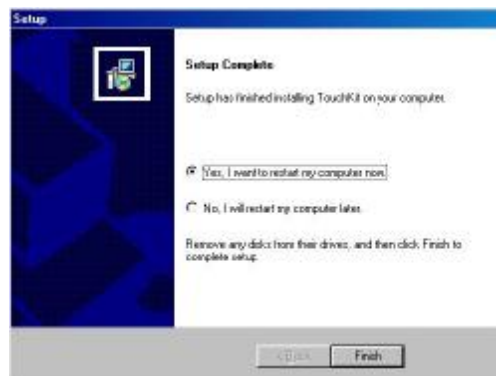 Setup
Setup Complete
Setup has finished installing TouchKit on your computer.
Yes, I want to restart my computer now.
No, I will restart my computer later.
Remove any disks from their drives, and then click Finish to
complete setup.
< Back
Finish